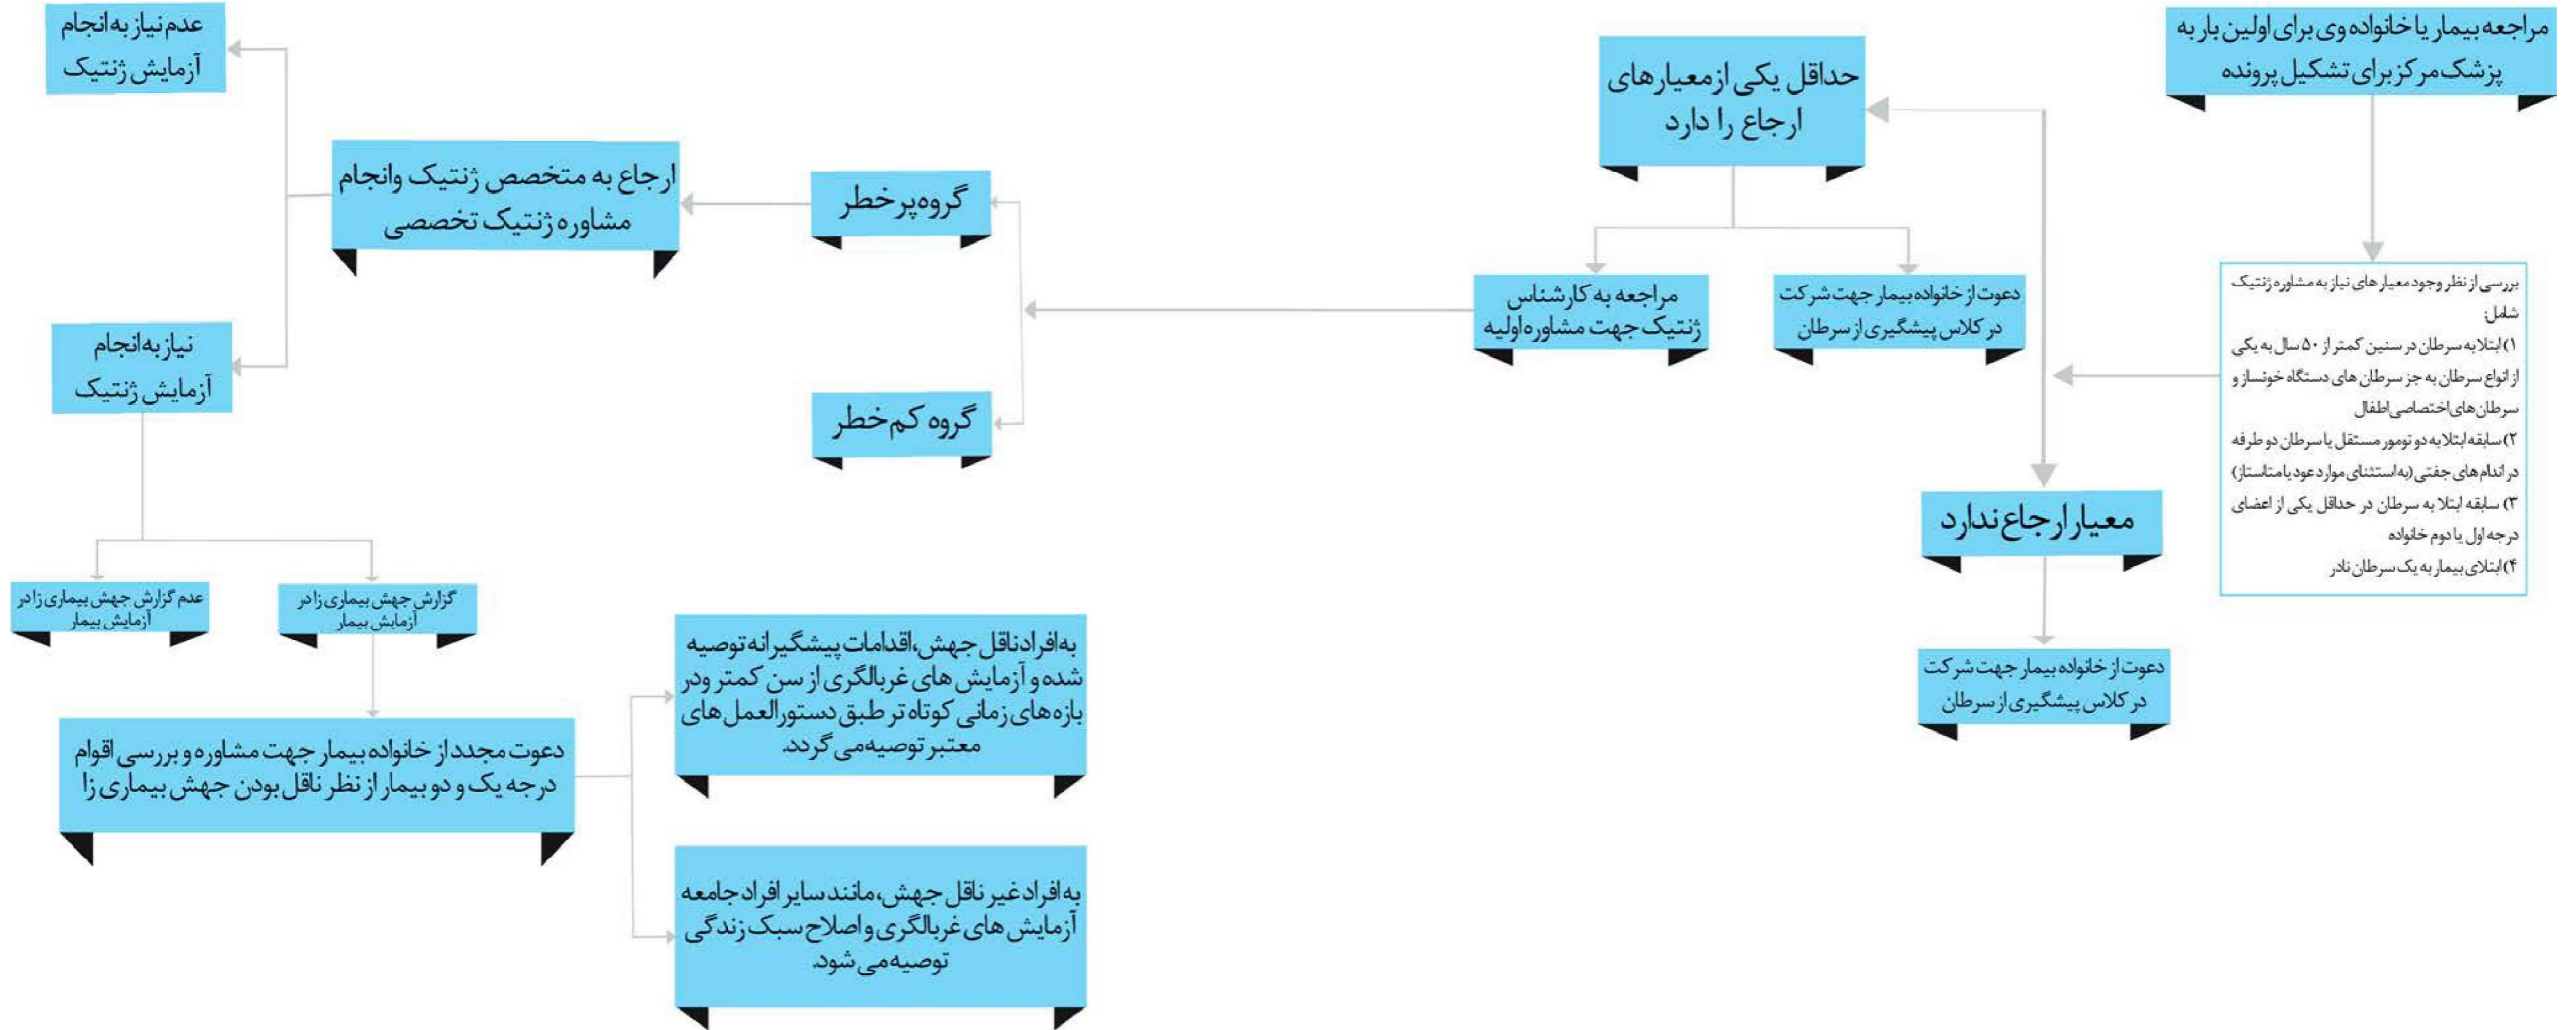 مراجعه بیمار یا خانواده وی برای اولین بار به
پزشک مرکز برای تشکیل پرونده
بررسی از نظر وجود معیار های نیاز به مشاوره ژنتیک
شامل:
۱) ابتلا به سرطان در سنین کمتر از ۵۰ سال به یکی
از انواع سرطان به جز سرطان های دستگاه خونساز و
سرطان های اختصاصی اطفال
۲) سابقه ابتلا به دو تومور مستقل یا سرطان دو طرفه
در اندام های جفتی (به استثنای موارد عود یا متاستاز)
۳) سابقه ابتلا به سرطان در حداقل یکی از اعضای
درجه اول یا دوم خانواده
۴) ابتلای بیمار به یک سرطان نادر
حداقل یکی از معیارهای
ارجاع را دارد
دعوت از خانواده بیمار جهت شرکت
در کلاس پیشگیری از سرطان
مراجعه به کارشناس
ژنتیک جهت مشاوره اولیه
معیار ارجاع ندارد
دعوت از خانواده بیمار جهت شرکت
در کلاس پیشگیری از سرطان
گروه پر خطر
گروه کم خطر
ارجاع به متخصص ژنتیک وانجام
مشاوره ژنتیک تخصصی
عدم نیاز به انجام
آزمایش ژنتیک
نیاز به انجام
آزمایش ژنتیک
گزارش جهش بیماری زا در
آزمایش بیمار
عدم گزارش جهش بیماری زا در
آزمایش بیمار
دعوت مجدد از خانواده بیمار جهت مشاوره و بررسی اقوام
درجه یک و دو بیمار از نظر ناقل بودن جهش بیماری زا
به افراد ناقل جهش، اقدامات پیشگیرانه توصیه
شده و آزمایش های غربالگری از سن کمتر ودر
بازه های زمانی کوتاه تر طبق دستورالعمل های
معتبر توصیه می گردد.
به افراد غیر ناقل جهش، مانند سایر افراد جامعه
آزمایش های غربالگری و اصلاح سبک زندگی
توصیه می شود.